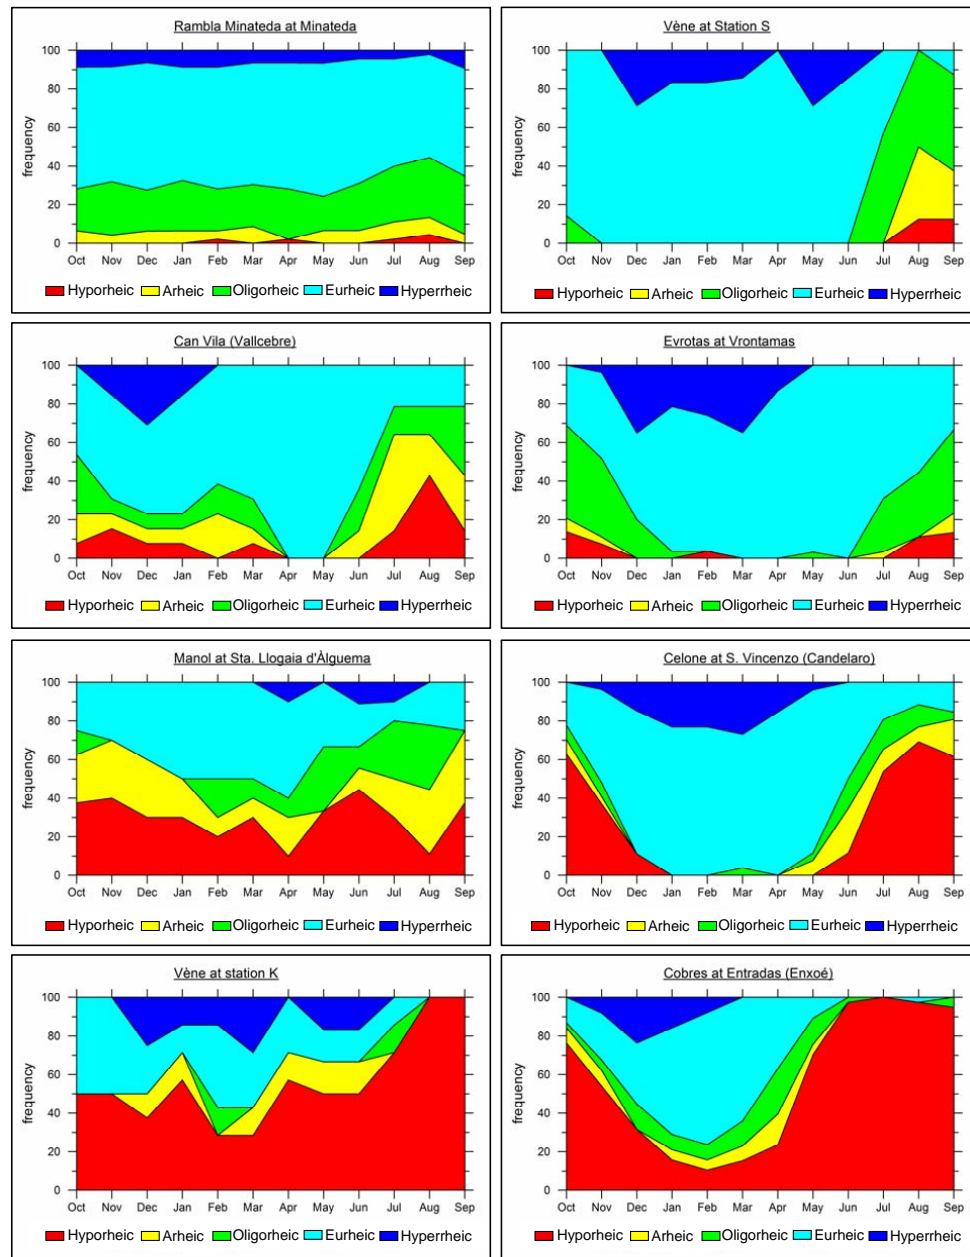 Rambla Minateda at Minateda
100
80
60
40
20
0
frequency
Oct Nov Dec Jan Feb Mar Apr May Jun Jul Aug Sep
Hyporheic Arheic Oligorheic Eurheic Hyperrheic
Vène at Station S
100
80
60
40
20
0
frequency
Oct Nov Dec Jan Feb Mar Apr May Jun Jul Aug Sep
Hyporheic Arheic Oligorheic Eurheic Hyperrheic
Can Vila (Vallcebre)
100
80
60
40
20
0
frequency
Oct Nov Dec Jan Feb Mar Apr May Jun Jul Aug Sep
Hyporheic Arheic Oligorheic Eurheic Hyperrheic
Evrotas at Vrontamas
100
80
60
40
20
0
frequency
Oct Nov Dec Jan Feb Mar Apr May Jun Jul Aug Sep
Hyporheic Arheic Oligorheic Eurheic Hyperrheic
Manol at Sta. Llogaia d'Àlguema
100
80
60
40
20
0
frequency
Oct Nov Dec Jan Feb Mar Apr May Jun Jul Aug Sep
Hyporheic Arheic Oligorheic Eurheic Hyperrheic
Celone at S. Vincenzo (Candelaro)
100
80
60
40
20
0
frequency
Oct Nov Dec Jan Feb Mar Apr May Jun Jul Aug Sep
Hyporheic Arheic Oligorheic Eurheic Hyperrheic
Vène at station K
100
80
60
40
20
0
frequency
Oct Nov Dec Jan Feb Mar Apr May Jun Jul Aug Sep
Hyporheic Arheic Oligorheic Eurheic Hyperrheic
Cobres at Entradas (Enxoé)
100
80
60
40
20
0
frequency
Oct Nov Dec Jan Feb Mar Apr May Jun Jul Aug Sep
Hyporheic Arheic Oligorheic Eurheic Hyperrheic